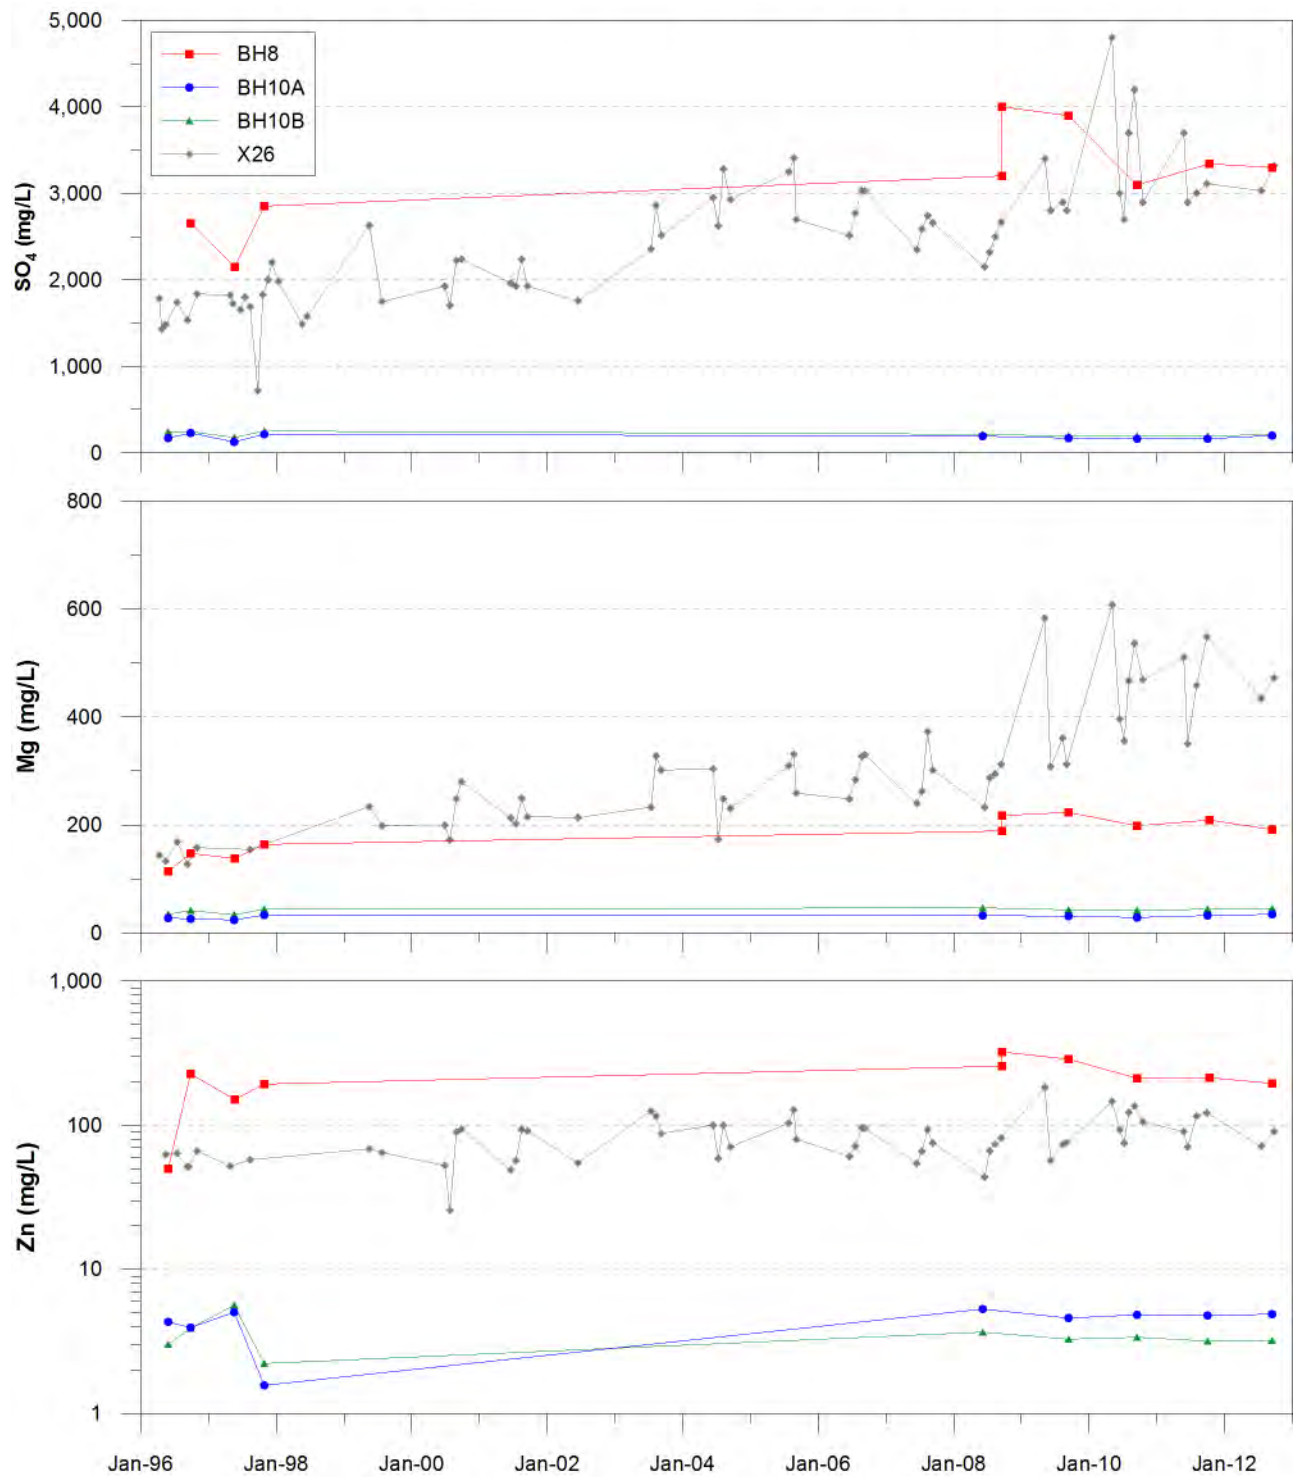 5,000
BH8
BH10A
BH10B
X26
4,000
3,000
2,000
1,000
0
SO₄ (mg/L)
800
600
400
200
0
Mg (mg/L)
1,000
100
10
1
Zn (mg/L)
Jan-96 Jan-98 Jan-00 Jan-02 Jan-04 Jan-06 Jan-08 Jan-10 Jan-12